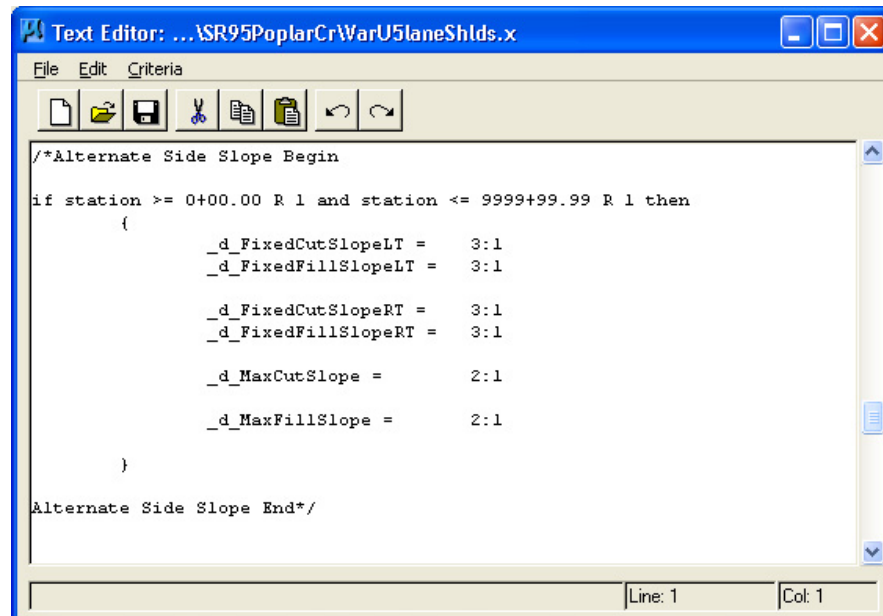 Text Editor: ...\SR95PoplarCr\VarU5laneShlds.x
File Edit Criteria
/*Alternate Side Slope Begin
if station >= 0+00.00 R 1 and station <= 9999+99.99 R 1 then
{
_d_FixedCutSlopeLT = 3:1
_d_FixedFillSlopeLT = 3:1
_d_FixedCutSlopeRT = 3:1
_d_FixedFillSlopeRT = 3:1
_d_MaxCutSlope = 2:1
_d_MaxFillSlope = 2:1
}
Alternate Side Slope End*/
Line: 1 Col: 1